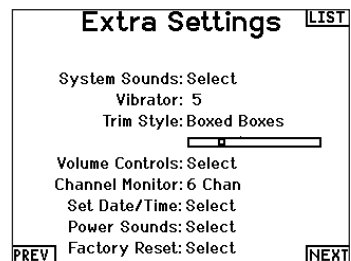 Extra Settings
LIST
System Sounds: Select
Vibrator: 5
Trim Style: Boxed Boxes
Volume Controls: Select
Channel Monitor: 6 Chan
Set Date/Time: Select
Power Sounds: Select
Factory Reset: Select
PREV
NEXT